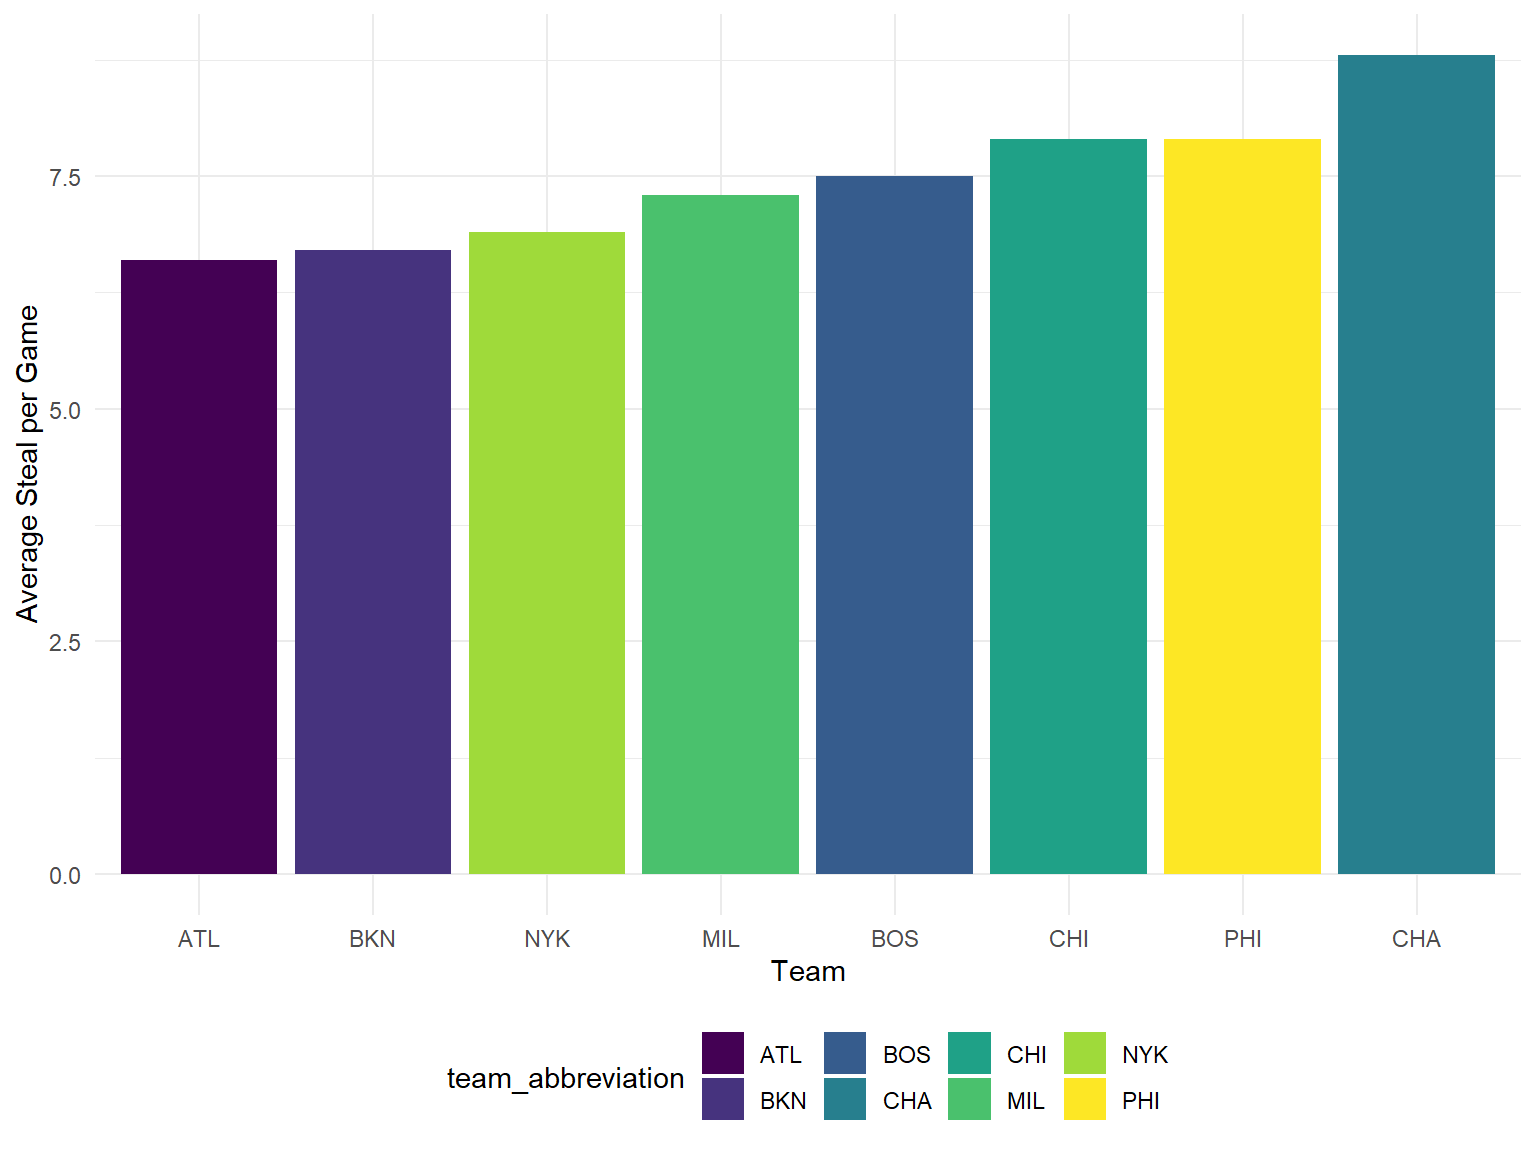 Average Steal per Game
7.5
5.0
2.5
0.0
ATL BKN NYK MIL BOS CHI PHI CHA
Team
team_abbreviation
ATL BOS CHI NYK
BKN CHA MIL PHI